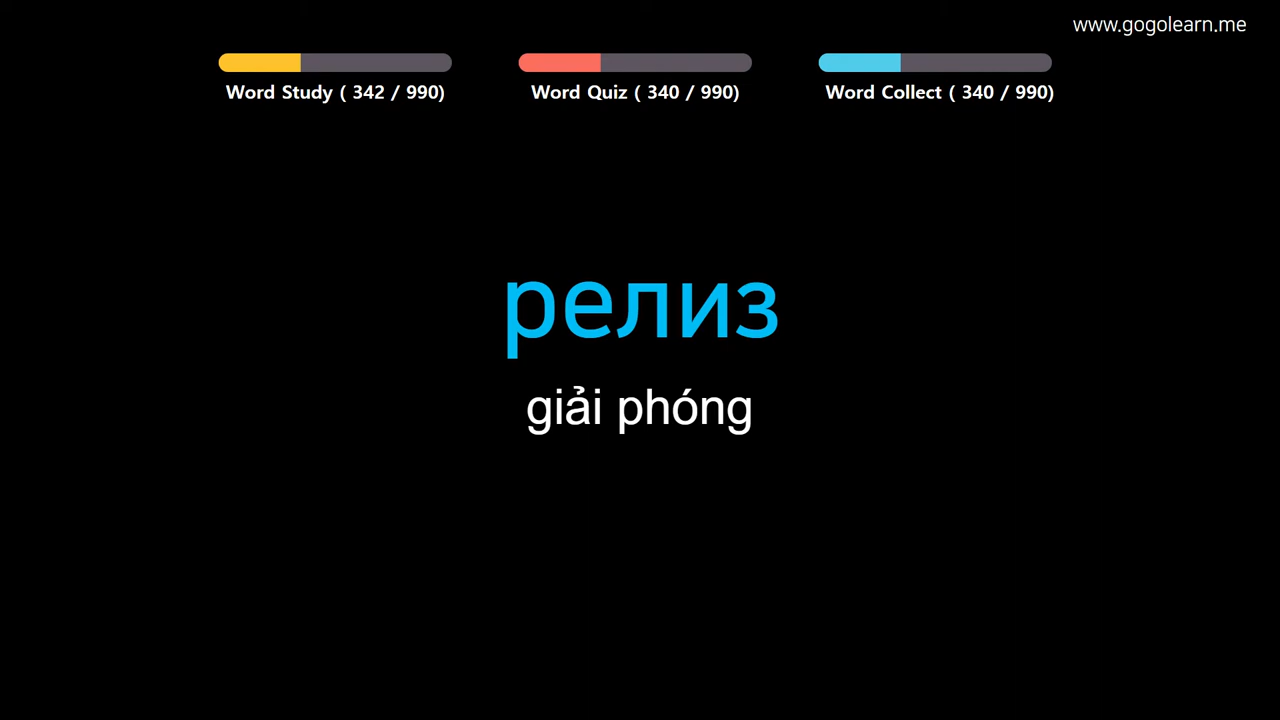 www.gogolearn.me
Word Study ( 342 / 990)
Word Quiz ( 340 / 990)
Word Collect ( 340 / 990)
релиз
giải phóng